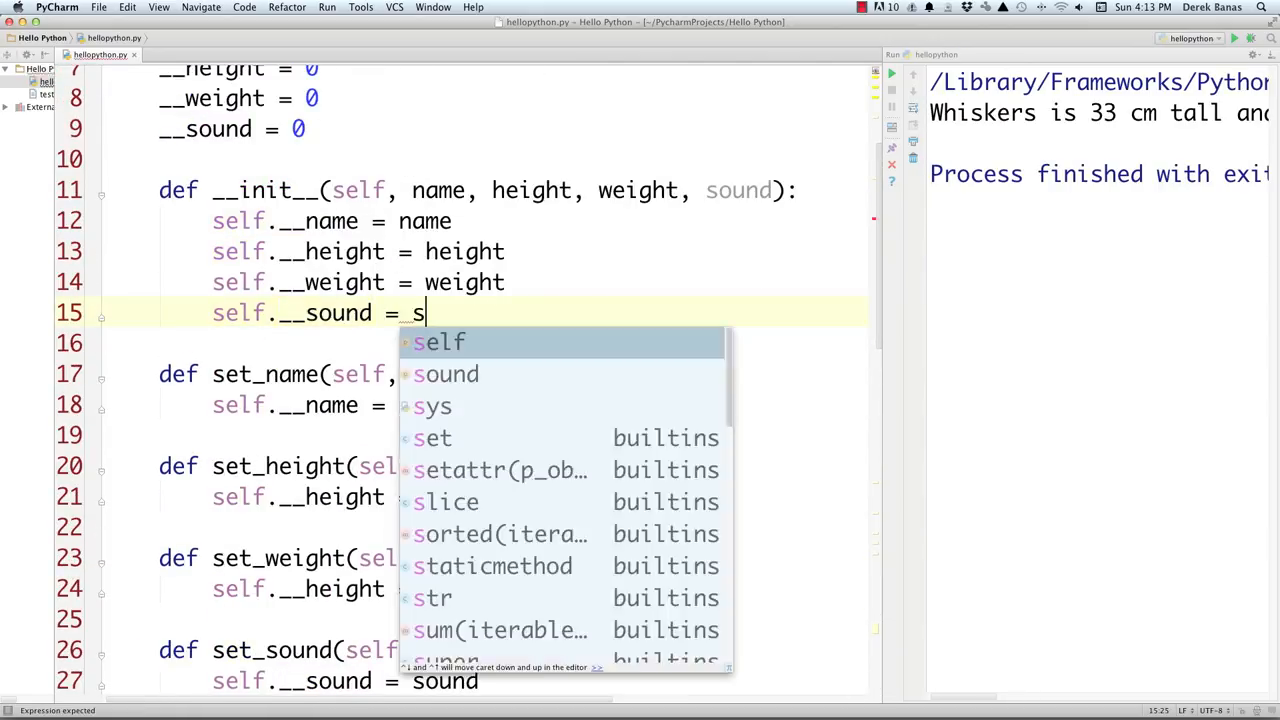 PyCharm File Edit View Navigate Code Refactor Run Tools VCS Window Help 10 Sun 4:13 PM Derek Banas
hellopython.py - Hello Python - [~/PycharmProjects/Hello Python]
Hello Python hellopython.py hellopython
hellopython.py Run hellopython
Hello P
hello
test
Externa
7 __height = 0
8 __weight = 0
9 __sound = 0
10
11 def __init__(self, name, height, weight, sound):
12 self.__name = name
13 self.__height = height
14 self.__weight = weight
15 self.__sound = s
16
17 def set_name(self,
18 self.__name =
19
20 def set_height(sel
21 self.__height
22
23 def set_weight(sel
24 self.__height
25
26 def set_sound(self
27 self.__sound = sound
self
sound
sys
set builtins
setattr(p_ob… builtins
slice builtins
sorted(itera… builtins
staticmethod builtins
str builtins
sum(iterable… builtins
super builtins
^↓ and ^↑ will move caret down and up in the editor >> π
/Library/Frameworks/Python
Whiskers is 33 cm tall and
Process finished with exit
Expression expected 15:25 LF UTF-8